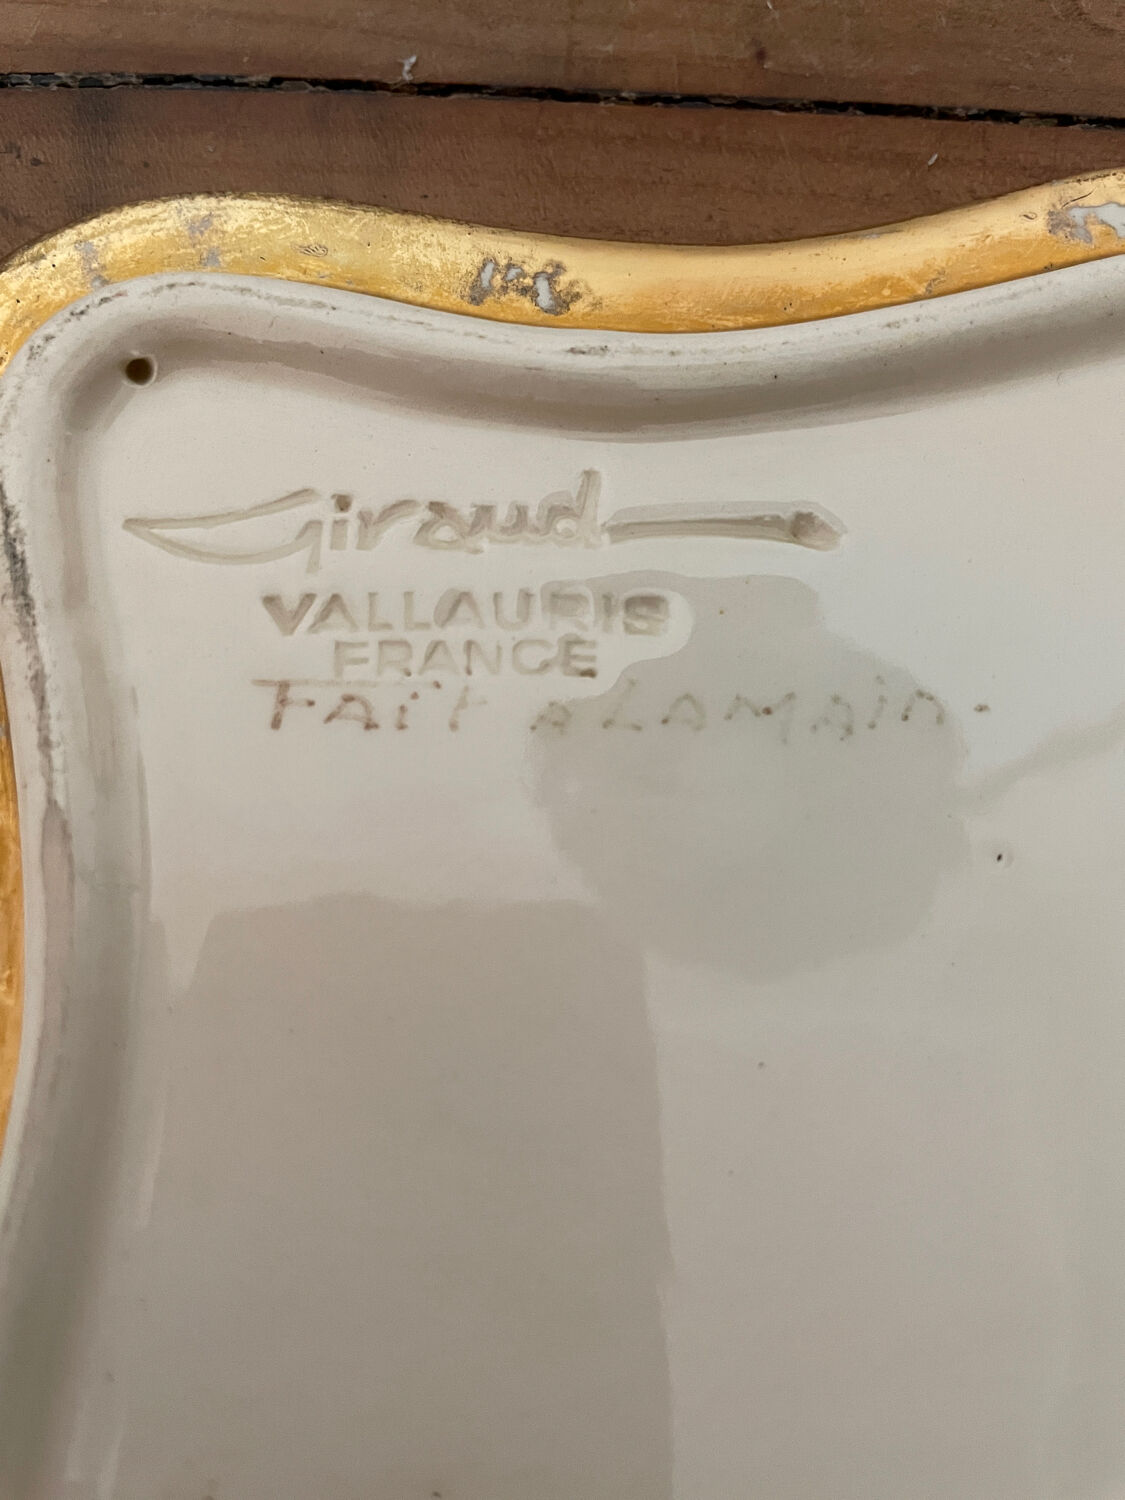 Giraud
VALLAURIS
FRANCE
Fait a La main.